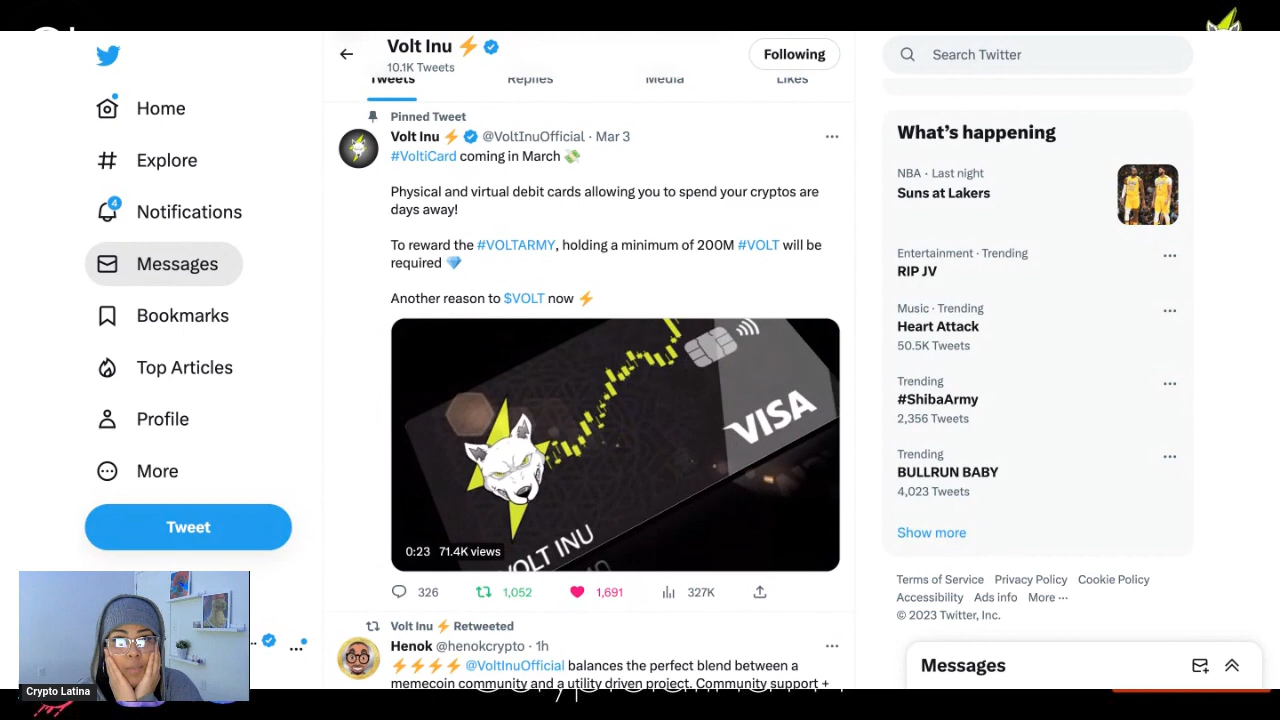 Home
Explore
4
Notifications
Messages
Bookmarks
Top Articles
Profile
More
Tweet
Crypto Latina
Volt Inu
10.1K Tweets
Following
Tweets Replies Media Likes
Pinned Tweet
Volt Inu @VoltInuOfficial · Mar 3
#VoltiCard coming in March
Physical and virtual debit cards allowing you to spend your cryptos are
days away!
To reward the #VOLTARMY, holding a minimum of 200M #VOLT will be
required
Another reason to $VOLT now
VISA
VOLT INU
0:23 71.4K views
326 1,052 1,691 327K
Volt Inu Retweeted
Henok @henokcrypto · 1h
@VoltInuOfficial balances the perfect blend between a
memecoin community and a utility driven project. Community support +
Search Twitter
What's happening
NBA · Last night
Suns at Lakers
Entertainment · Trending
RIP JV
Music · Trending
Heart Attack
50.5K Tweets
Trending
#ShibaArmy
2,356 Tweets
Trending
BULLRUN BABY
4,023 Tweets
Show more
Terms of Service Privacy Policy Cookie Policy
Accessibility Ads info More ···
© 2023 Twitter, Inc.
Messages